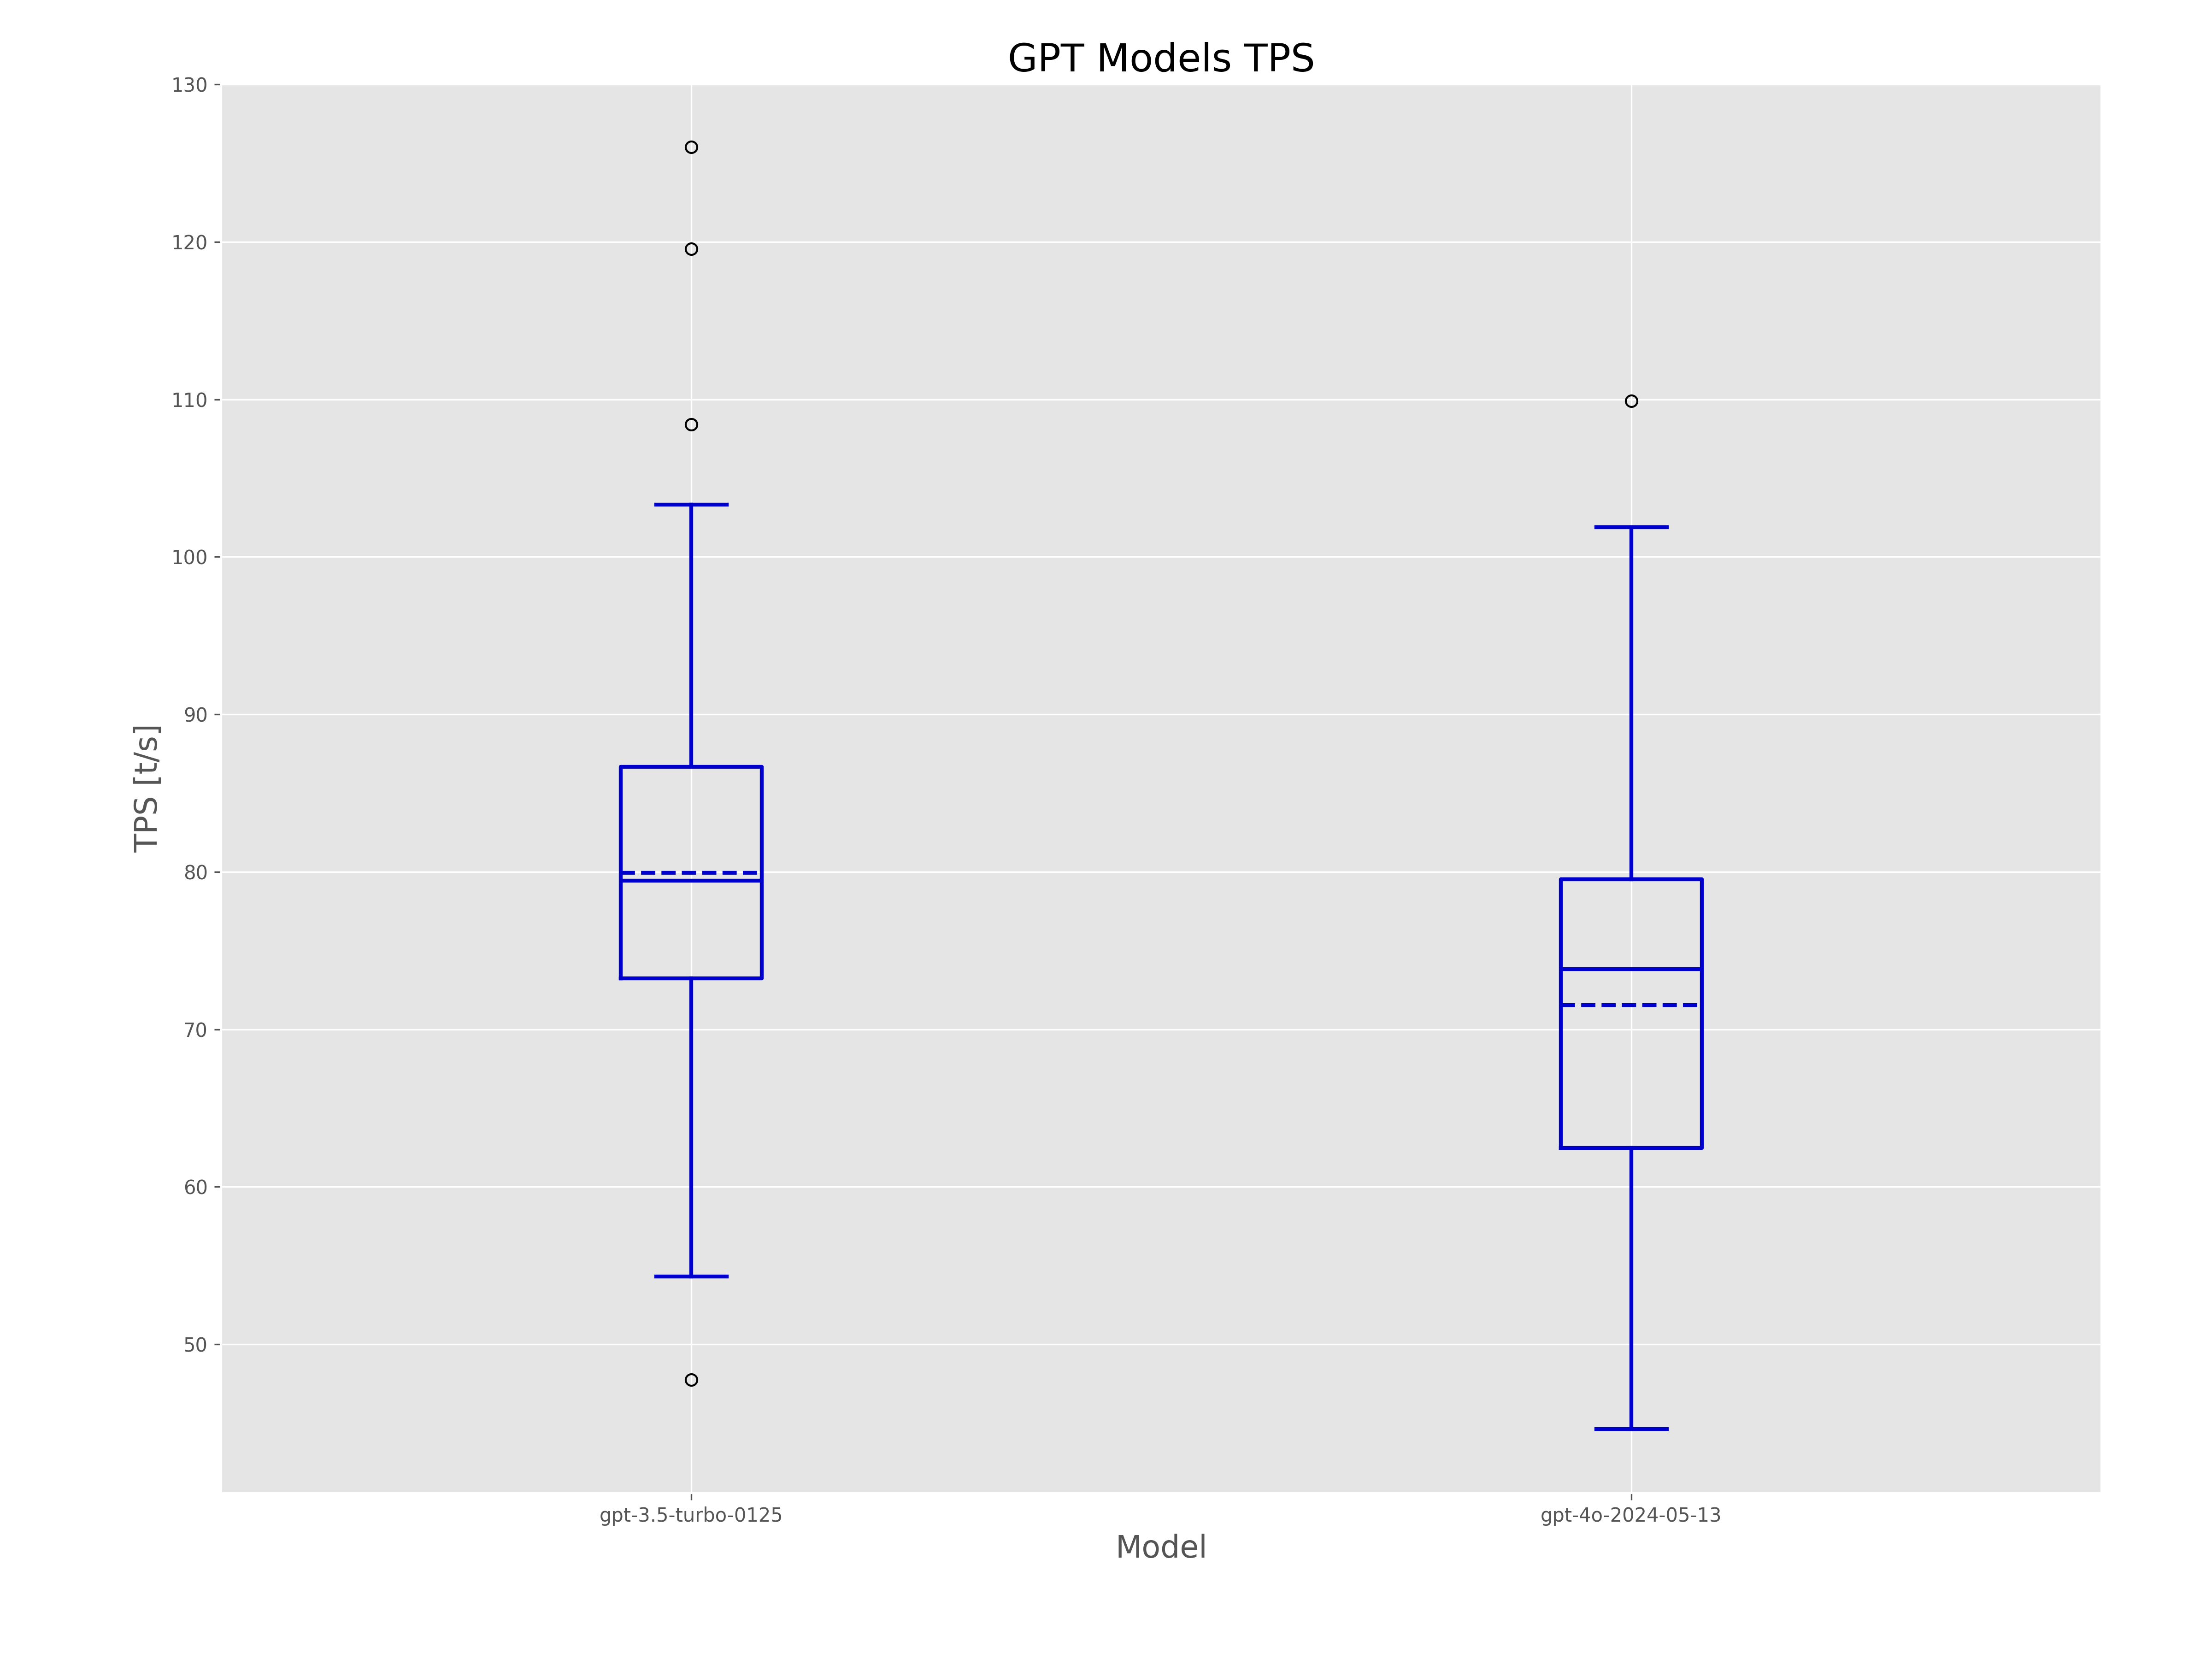 GPT Models TPS
130
120
110
100
90
80
70
60
50
TPS [t/s]
gpt-3.5-turbo-0125
gpt-4o-2024-05-13
Model